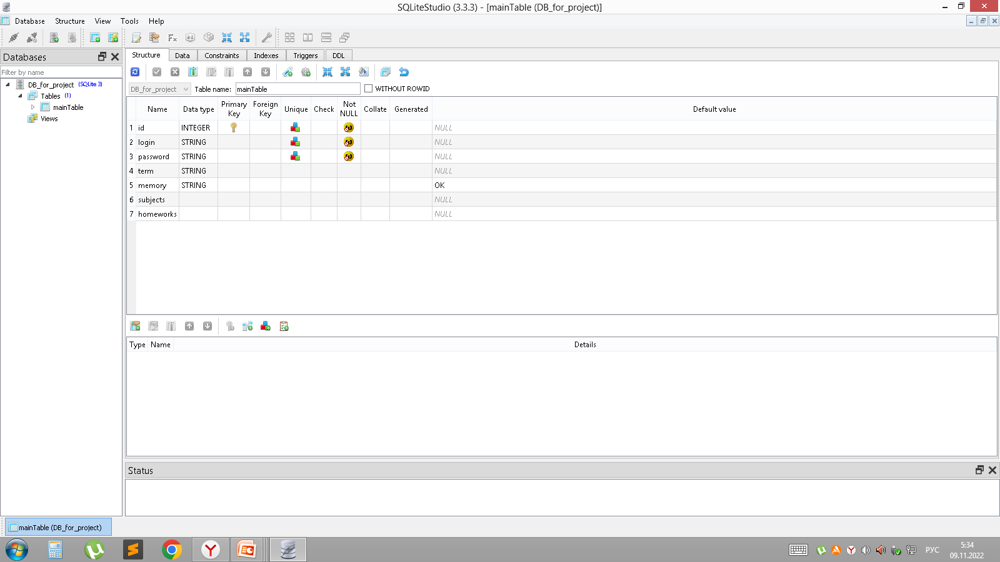 SQLiteStudio (3.3.3) - [mainTable (DB_for_project)]
Database Structure View Tools Help
Databases
Filter by name
DB_for_project (SQLite 3)
Tables (1)
mainTable
Views
Structure Data Constraints Indexes Triggers DDL
DB_for_project Table name: mainTable WITHOUT ROWID
Name Data type Primary Key Foreign Key Unique Check Not NULL Collate Generated Default value
1 id INTEGER NULL
2 login STRING NULL
3 password STRING NULL
4 term STRING NULL
5 memory STRING OK
6 subjects NULL
7 homeworks NULL
Type Name Details
Status
mainTable (DB_for_project)
РУС
5:34
09.11.2022